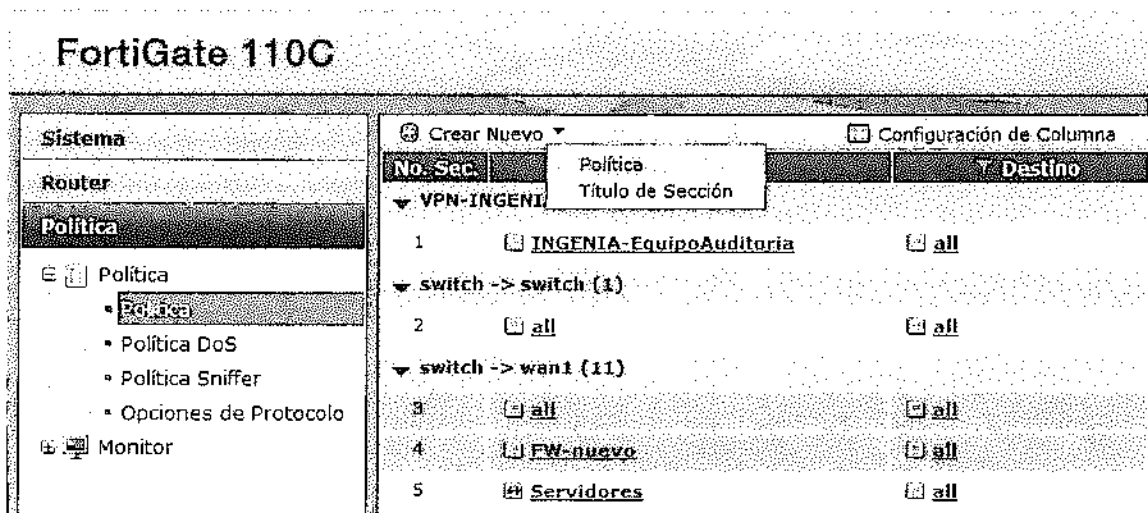 FortiGate 110C
Sistema
Router
Política
Política
Política
Política DoS
Política Sniffer
Opciones de Protocolo
Monitor
Crear Nuevo
Configuración de Columna
Política
Título de Sección
No. Sec.
Destino
VPN-INGENI
1 INGENIA-EquipoAuditoria all
switch -> switch (1)
2 all all
switch -> wan1 (11)
3 all all
4 FW-nuevo all
5 Servidores all